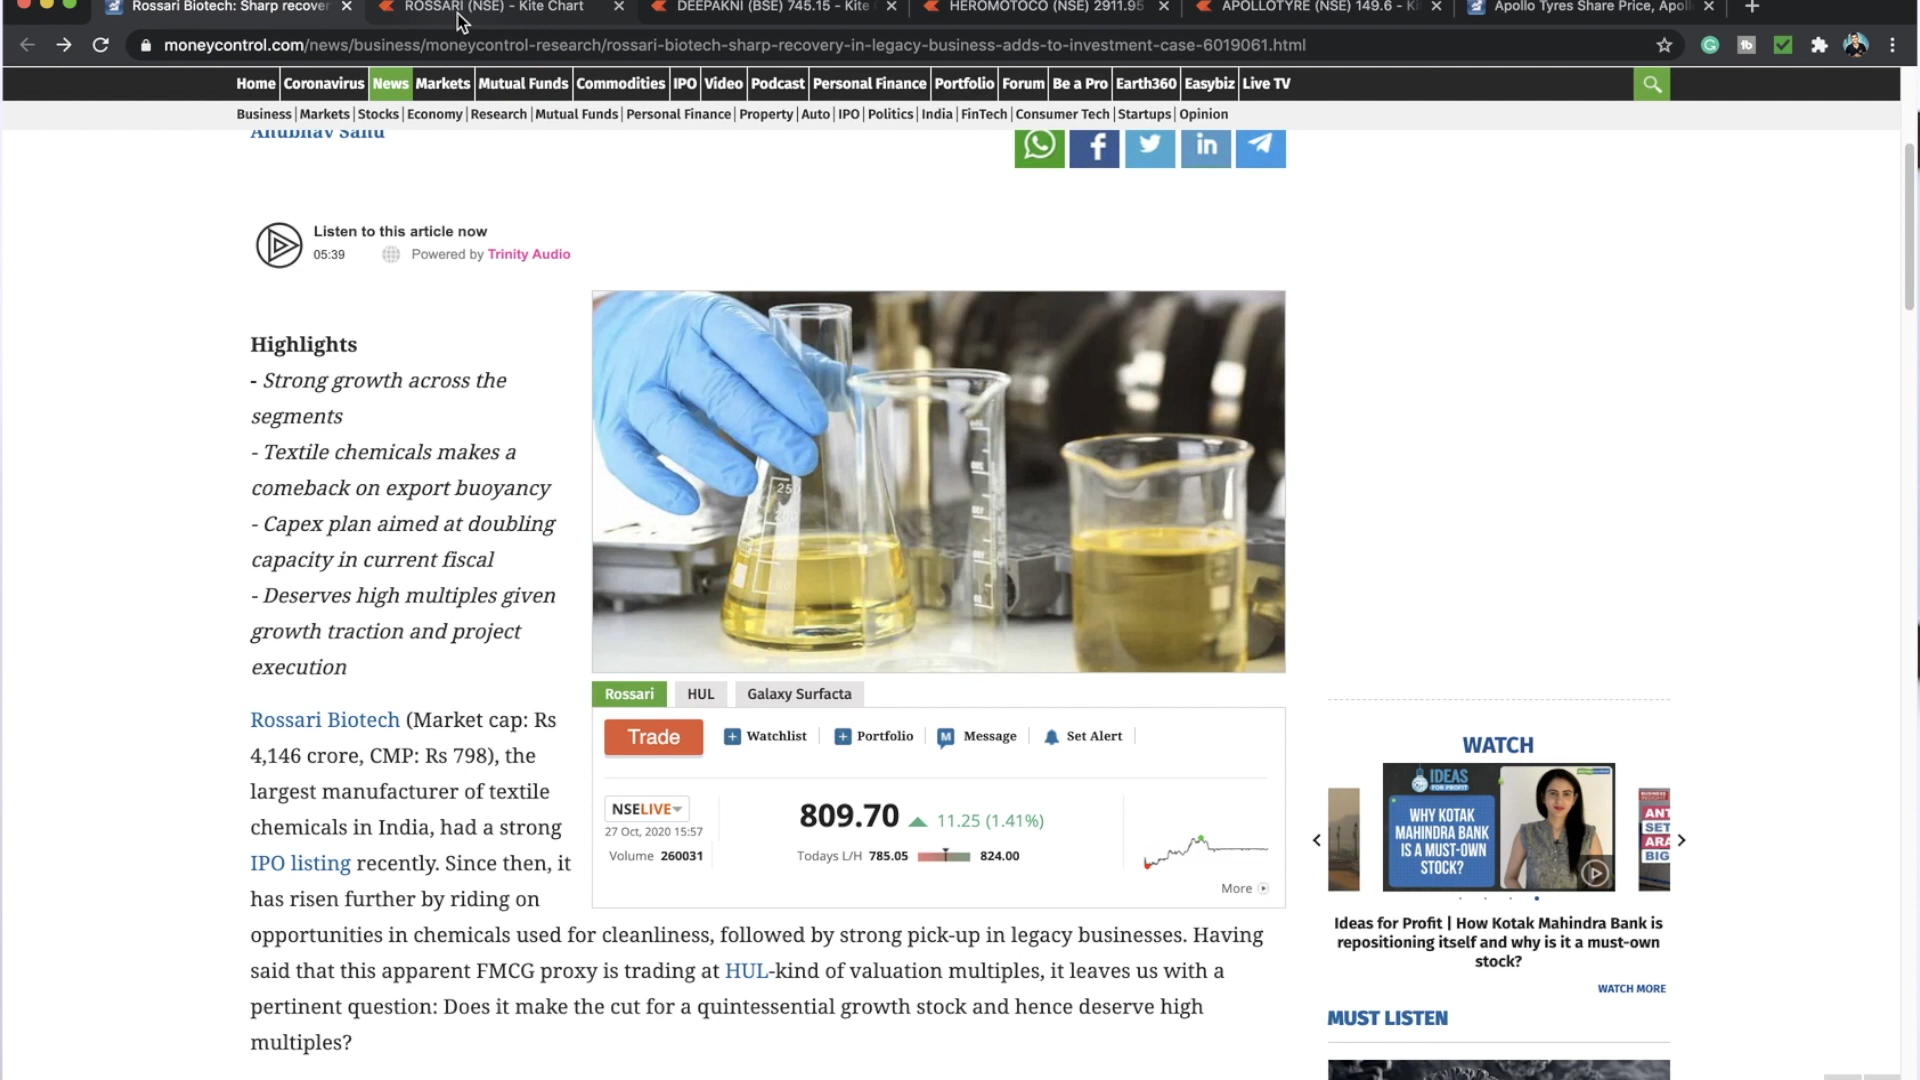 Rossari Biotech: Sharp recover
ROSSARI (NSE) - Kite Chart
DEEPAKNI (BSE) 745.15 - Kite
HEROMOTOCO (NSE) 2911.95
APOLLOTYRE (NSE) 149.6 - Ki
Apollo Tyres Share Price, Apol
moneycontrol.com/news/business/moneycontrol-research/rossari-biotech-sharp-recovery-in-legacy-business-adds-to-investment-case-6019061.html
Home Coronavirus News Markets Mutual Funds Commodities IPO Video Podcast Personal Finance Portfolio Forum Be a Pro Earth360 Easybiz Live TV
Business Markets Stocks Economy Research Mutual Funds Personal Finance Property Auto IPO Politics India FinTech Consumer Tech Startups Opinion
Anubhav Sahu
Listen to this article now
05:39 Powered by Trinity Audio
Highlights
- Strong growth across the
segments
- Textile chemicals makes a
comeback on export buoyancy
- Capex plan aimed at doubling
capacity in current fiscal
- Deserves high multiples given
growth traction and project
execution
250
Rossari HUL Galaxy Surfacta
Trade Watchlist Portfolio Message Set Alert
NSELIVE
27 Oct, 2020 15:57
Volume 260031
809.70 11.25 (1.41%)
Todays L/H 785.05 824.00
More
Rossari Biotech (Market cap: Rs
4,146 crore, CMP: Rs 798), the
largest manufacturer of textile
chemicals in India, had a strong
IPO listing recently. Since then, it
has risen further by riding on
opportunities in chemicals used for cleanliness, followed by strong pick-up in legacy businesses. Having
said that this apparent FMCG proxy is trading at HUL-kind of valuation multiples, it leaves us with a
pertinent question: Does it make the cut for a quintessential growth stock and hence deserve high
multiples?
WATCH
IDEAS
FOR PROFIT
WHY KOTAK
MAHINDRA BANK
IS A MUST-OWN
STOCK?
ANT
SET
ARA
BIG
Ideas for Profit | How Kotak Mahindra Bank is
repositioning itself and why is it a must-own
stock?
WATCH MORE
MUST LISTEN